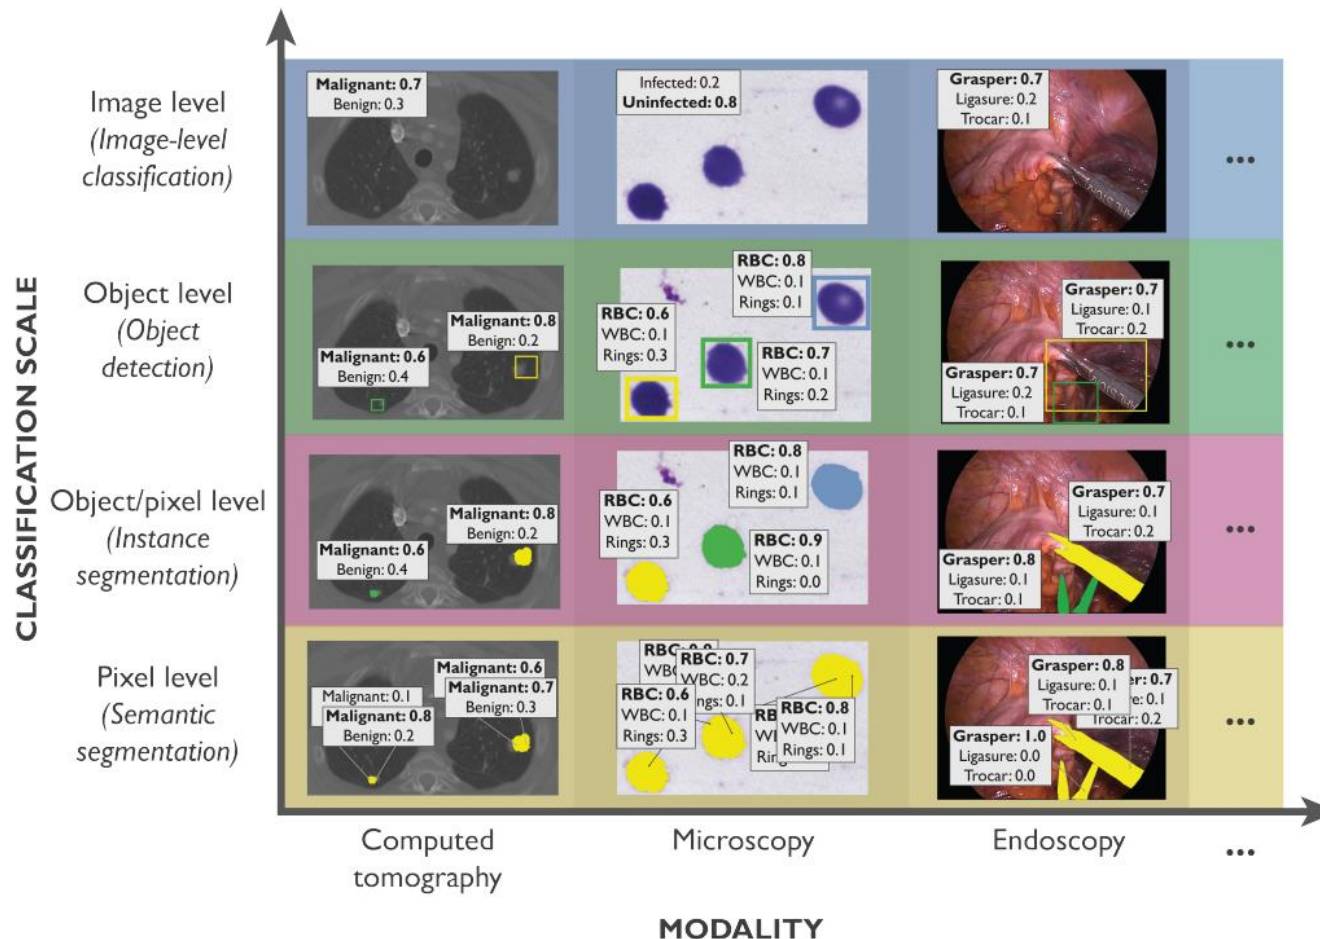 CLASSIFICATION SCALE
Image level
(Image-level
classification)
Malignant: 0.7
Benign: 0.3
Infected: 0.2
Uninfected: 0.8
Grasper: 0.7
Ligasure: 0.2
Trocar: 0.1
...
Object level
(Object
detection)
Malignant: 0.6
Benign: 0.4
Malignant: 0.8
Benign: 0.2
RBC: 0.6
WBC: 0.1
Rings: 0.3
RBC: 0.8
WBC: 0.1
Rings: 0.1
RBC: 0.7
WBC: 0.1
Rings: 0.2
Grasper: 0.7
Ligasure: 0.1
Trocar: 0.2
Grasper: 0.7
Ligasure: 0.2
Trocar: 0.1
...
Object/pixel level
(Instance
segmentation)
Malignant: 0.6
Benign: 0.4
Malignant: 0.8
Benign: 0.2
RBC: 0.6
WBC: 0.1
Rings: 0.3
RBC: 0.8
WBC: 0.1
Rings: 0.1
RBC: 0.9
WBC: 0.1
Rings: 0.0
Grasper: 0.7
Ligasure: 0.1
Trocar: 0.2
Grasper: 0.8
Ligasure: 0.1
Trocar: 0.1
...
Pixel level
(Semantic
segmentation)
Malignant: 0.1
Malignant: 0.8
Benign: 0.2
Malignant: 0.6
Malignant: 0.7
Benign: 0.3
RBC: 0.6
WBC: 0.1
Rings: 0.3
WBC:
RBC: 0.7
WBC: 0.2
Rings: 0.1
RBC: 0.8
WBC: 0.1
Rings: 0.1
Grasper: 0.8
Ligasure: 0.1
Trocar: 0.1
0.7
0.1
Trocar: 0.2
Grasper: 1.0
Ligasure: 0.0
Trocar: 0.0
...
Computed
tomography
Microscopy
Endoscopy
...
MODALITY